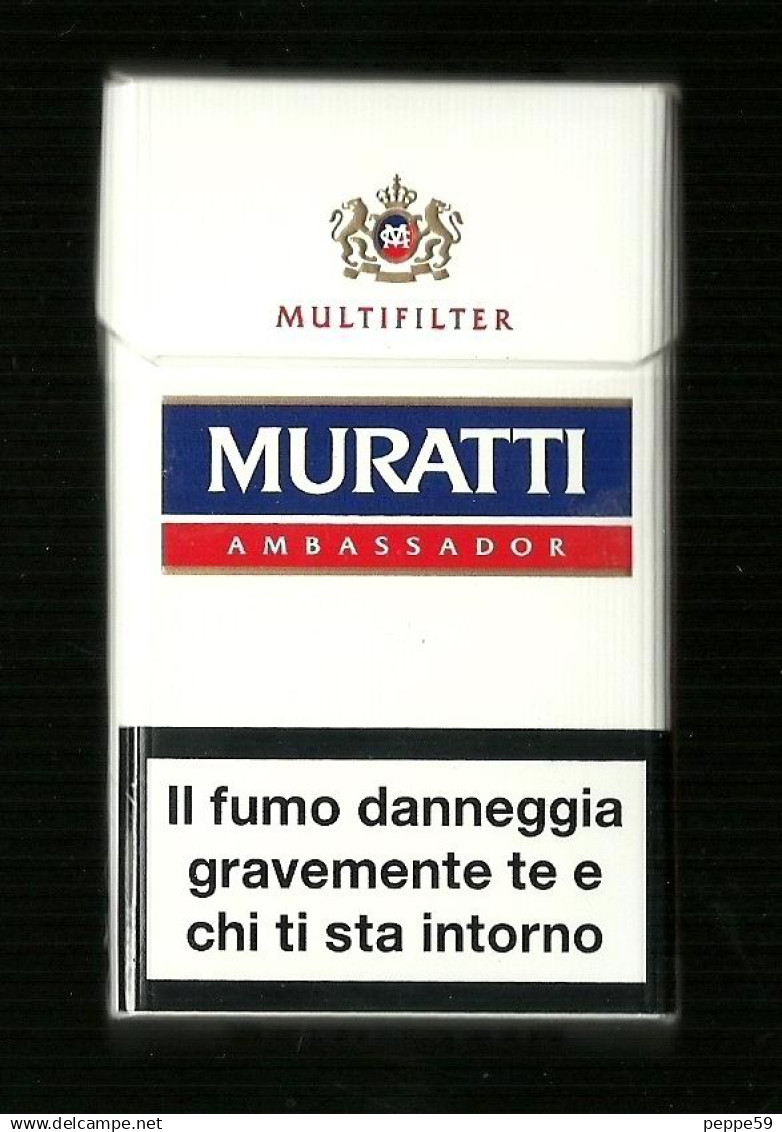 MULTIFILTER
MURATTI
AMBASSADOR
Il fumo danneggia
gravemente te e
chi ti sta intorno
www.delcampe.net
peppe59